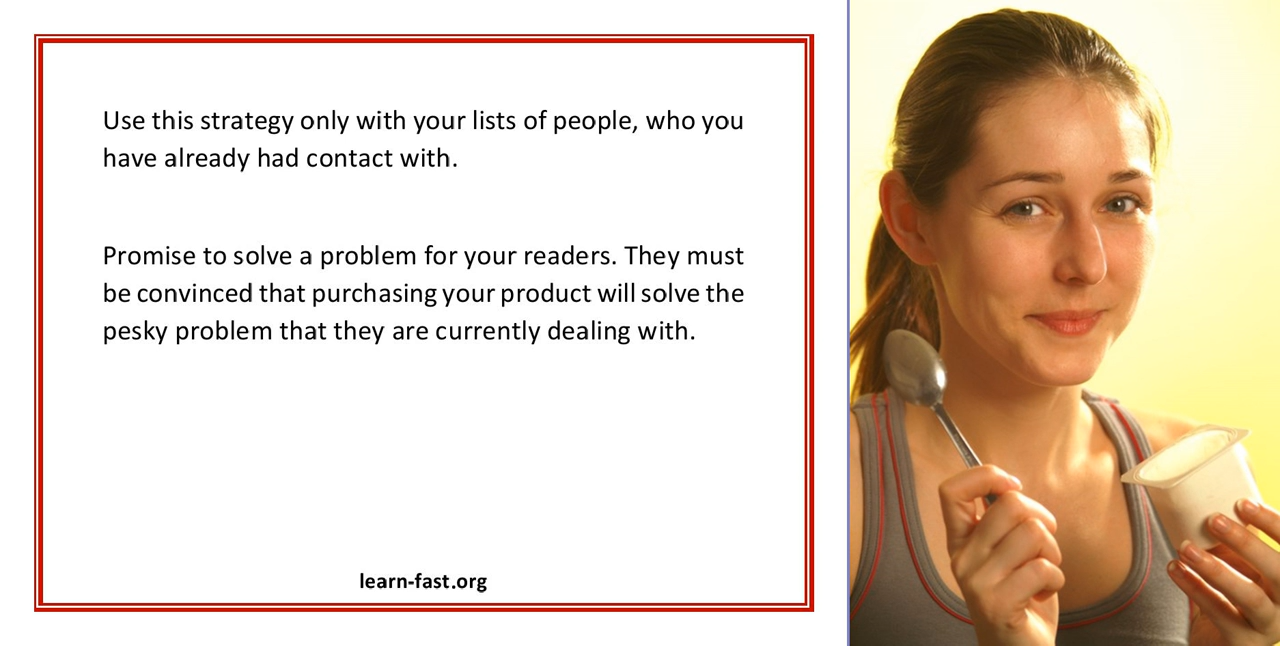 Use this strategy only with your lists of people, who you
have already had contact with.
Promise to solve a problem for your readers. They must
be convinced that purchasing your product will solve the
pesky problem that they are currently dealing with.
learn-fast.org